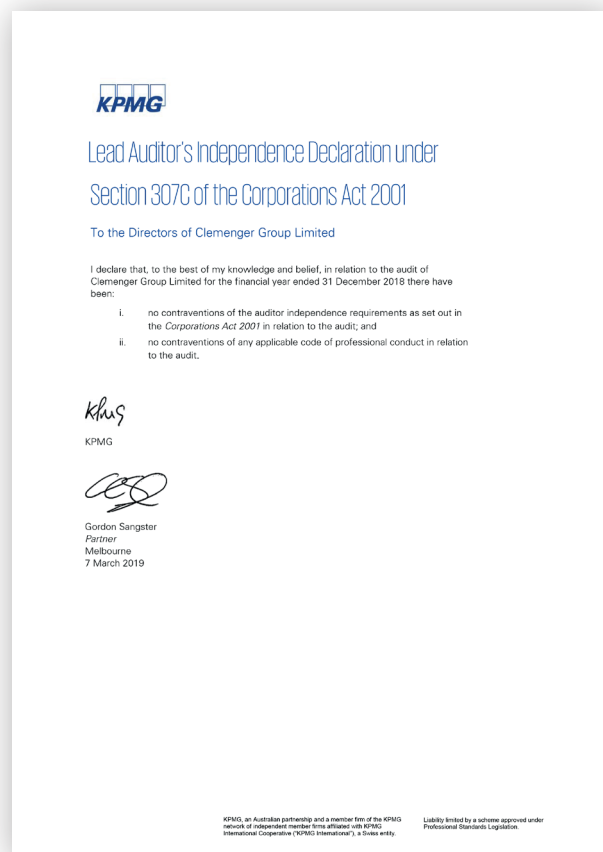 KPMG
Lead Auditor's Independence Declaration under
Section 307C of the Corporations Act 2001
To the Directors of Clemenger Group Limited
I declare that, to the best of my knowledge and belief, in relation to the audit of
Clemenger Group Limited for the financial year ended 31 December 2018 there have
been:
i. no contraventions of the auditor independence requirements as set out in
the Corporations Act 2001 in relation to the audit; and
ii. no contraventions of any applicable code of professional conduct in relation
to the audit.
KPMG
KPMG
Gordon Sangster
Partner
Melbourne
7 March 2019
KPMG, an Australian partnership and a member firm of the KPMG
network of independent member firms affiliated with KPMG
International Cooperative ("KPMG International"), a Swiss entity.
Liability limited by a scheme approved under
Professional Standards Legislation.